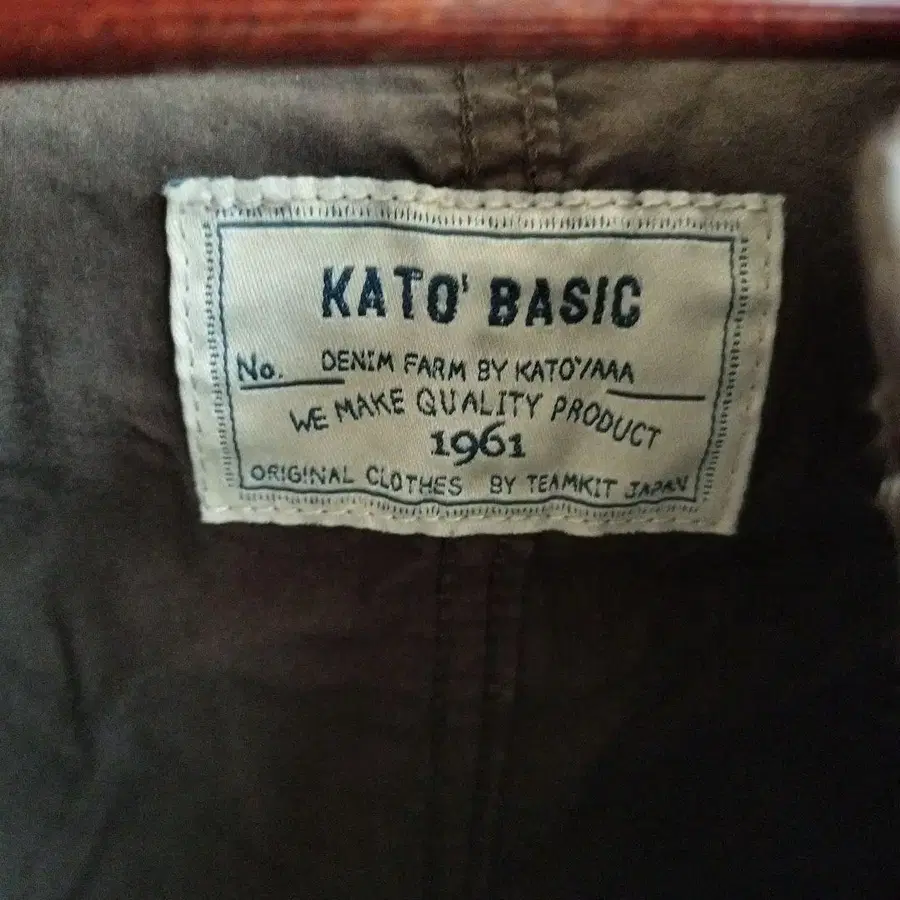 KATO' BASIC
No. DENIM FARM BY KATO'/AAA
WE MAKE QUALITY PRODUCT
1961
ORIGINAL CLOTHES BY TEAMKIT JAPAN